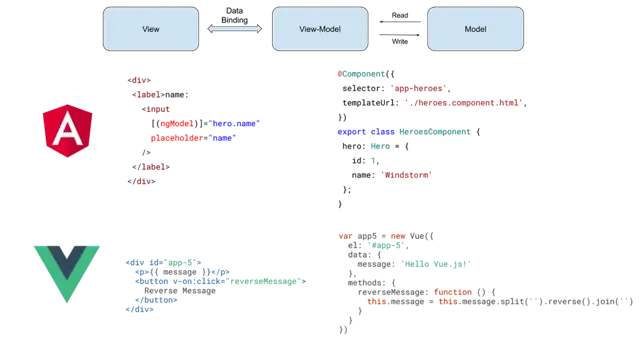 Data
Binding
View
View-Model
Read
Write
Model
<div>
<label>name:
<input
[(ngModel)]="hero.name"
placeholder="name"
/>
</label>
</div>
@Component({
selector: 'app-heroes',
templateUrl: './heroes.component.html',
})
export class HeroesComponent {
hero: Hero = {
id: 1,
name: 'Windstorm'
};
}
A
<div id="app-5">
<p>{{ message }}</p>
<button v-on:click="reverseMessage">
Reverse Message
</button>
</div>
var app5 = new Vue({
el: '#app-5',
data: {
message: 'Hello Vue.js!'
},
methods: {
reverseMessage: function () {
this.message = this.message.split(``).reverse().join(``)
}
}
})